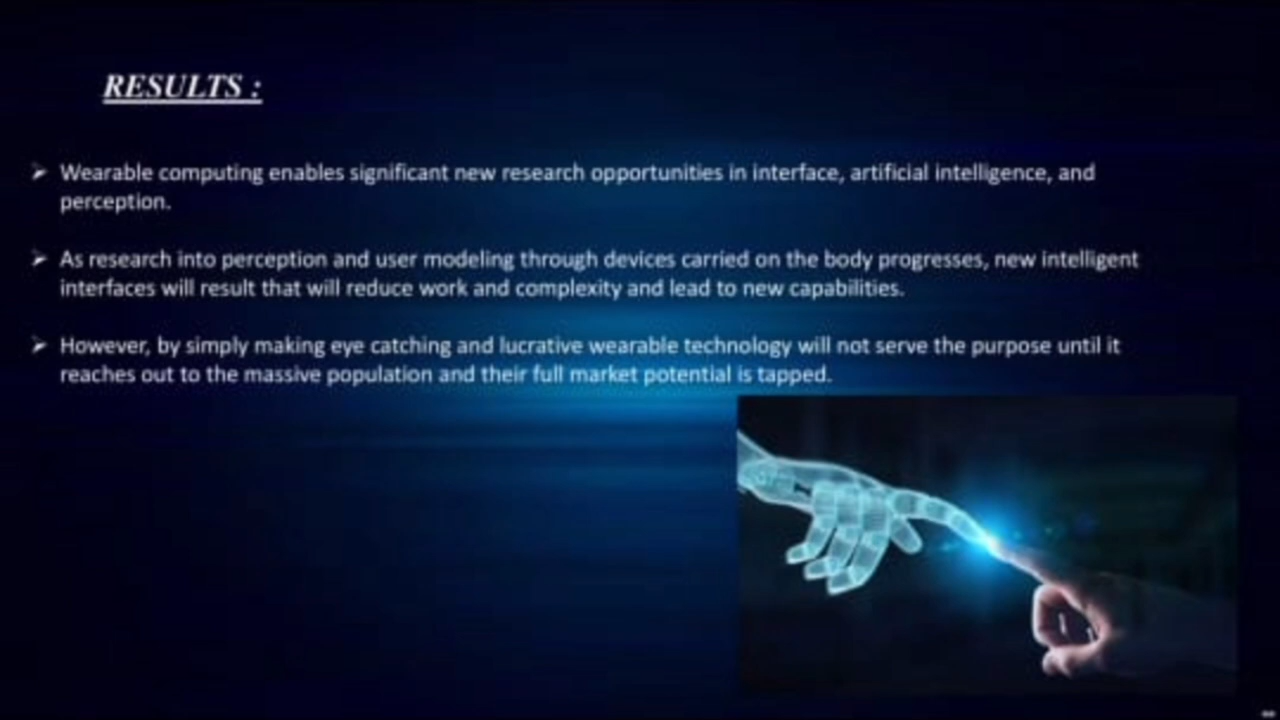 RESULTS :
➢ Wearable computing enables significant new research opportunities in interface, artificial intelligence, and
perception.
➢ As research into perception and user modeling through devices carried on the body progresses, new intelligent
interfaces will result that will reduce work and complexity and lead to new capabilities.
➢ However, by simply making eye catching and lucrative wearable technology will not serve the purpose until it
reaches out to the massive population and their full market potential is tapped.